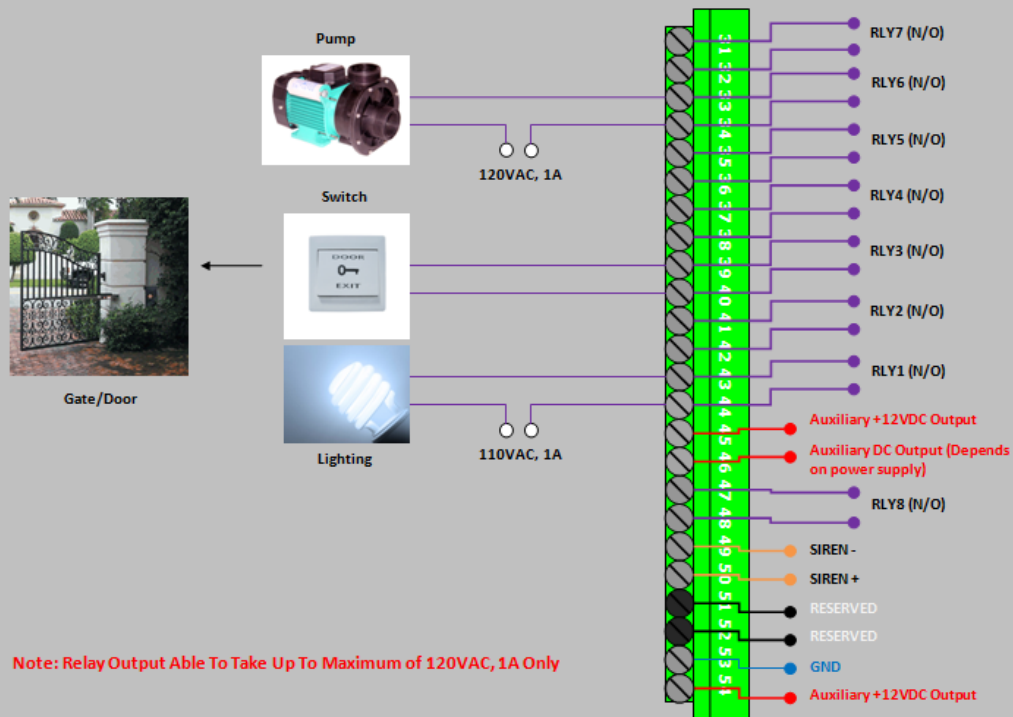 Pump
120VAC, 1A
Switch
DOOR
EXIT
Gate/Door
110VAC, 1A
Lighting
Note: Relay Output Able To Take Up To Maximum of 120VAC, 1A Only
31
32
33
34
35
36
37
38
39
40
41
42
43
44
45
46
47
48
49
50
51
52
53
54
RLY7 (N/O)
RLY6 (N/O)
RLY5 (N/O)
RLY4 (N/O)
RLY3 (N/O)
RLY2 (N/O)
RLY1 (N/O)
Auxiliary +12VDC Output
Auxiliary DC Output (Depends
on power supply)
RLY8 (N/O)
SIREN -
SIREN +
RESERVED
RESERVED
GND
Auxiliary +12VDC Output